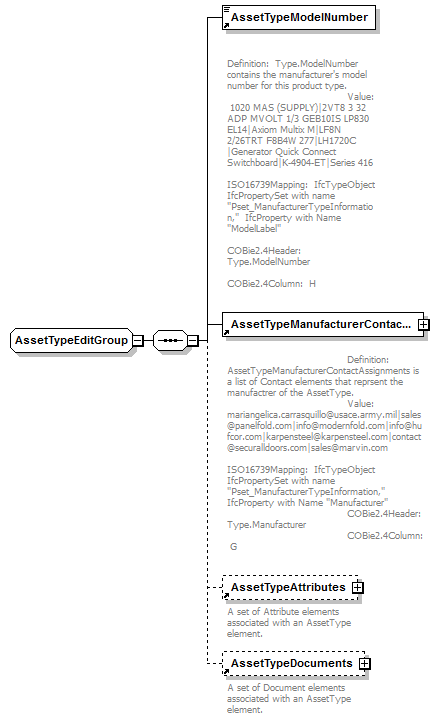 AssetTypeModelNumber
Definition:  Type.ModelNumber
contains the manufacturer's model
number for this product type.
Value:
1020 MAS (SUPPLY)|2VT8 3 32
ADP MVOLT 1/3 GEB10IS LP830
EL14|Axiom Multix M|LF8N
2/26TRT F8B4W 277|LH1720C
|Generator Quick Connect
Switchboard|K-4904-ET|Series 416
ISO16739Mapping:  IfcTypeObject
IfcPropertySet with name
"Pset_ManufacturerTypeInformatio
n,"  IfcProperty with Name
"ModelLabel"
COBie2.4Header:
Type.ModelNumber
COBie2.4Column:  H
AssetTypeEditGroup
AssetTypeManufacturerContac...
Definition:
AssetTypeManufacturerContactAssignments is
a list of Contact elements that reprsent the
manufactrer of the AssetType.
Value:
mariangelica.carrasquillo@usace.army.mil|sales
@panelfold.com|info@modernfold.com|info@hu
fcor.com|karpensteel@karpensteel.com|contact
@securalldoors.com|sales@marvin.com
ISO16739Mapping:  IfcTypeObject
IfcPropertySet with name
"Pset_ManufacturerTypeInformation,"
IfcProperty with Name "Manufacturer"
COBie2.4Header:
Type.Manufacturer
COBie2.4Column:
G
AssetTypeAttributes
A set of Attribute elements
associated with an AssetType
element.
AssetTypeDocuments
A set of Document elements
associated with an AssetType
element.